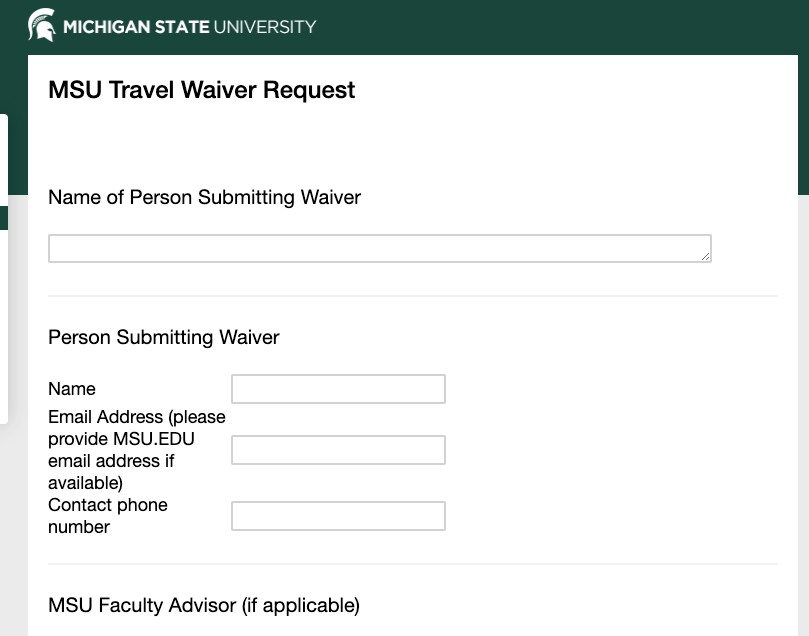 MICHIGAN STATE UNIVERSITY
MSU Travel Waiver Request
Name of Person Submitting Waiver
Person Submitting Waiver
Name
Email Address (please
provide MSU.EDU
email address if
available)
Contact phone
number
MSU Faculty Advisor (if applicable)